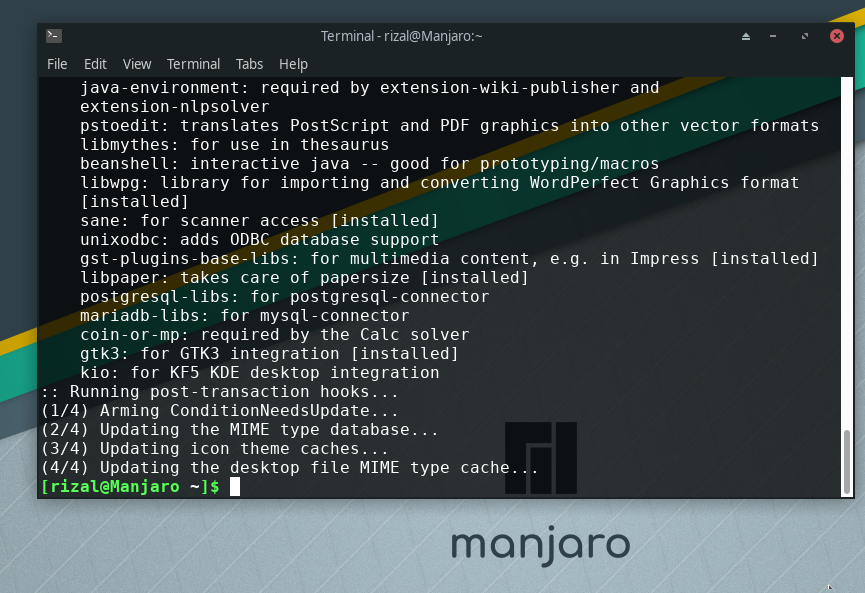 Terminal - rizal@Manjaro:~
File Edit View Terminal Tabs Help
java-environment: required by extension-wiki-publisher and
extension-nlpsolver
pstoedit: translates PostScript and PDF graphics into other vector formats
libmythes: for use in thesaurus
beanshell: interactive java -- good for prototyping/macros
libwpg: library for importing and converting WordPerfect Graphics format
[installed]
sane: for scanner access [installed]
unixodbc: adds ODBC database support
gst-plugins-base-libs: for multimedia content, e.g. in Impress [installed]
libpaper: takes care of papersize [installed]
postgresql-libs: for postgresql-connector
mariadb-libs: for mysql-connector
coin-or-mp: required by the Calc solver
gtk3: for GTK3 integration [installed]
kio: for KF5 KDE desktop integration
:: Running post-transaction hooks...
(1/4) Arming ConditionNeedsUpdate...
(2/4) Updating the MIME type database...
(3/4) Updating icon theme caches...
(4/4) Updating the desktop file MIME type cache...
[rizal@Manjaro ~]$
manjaro